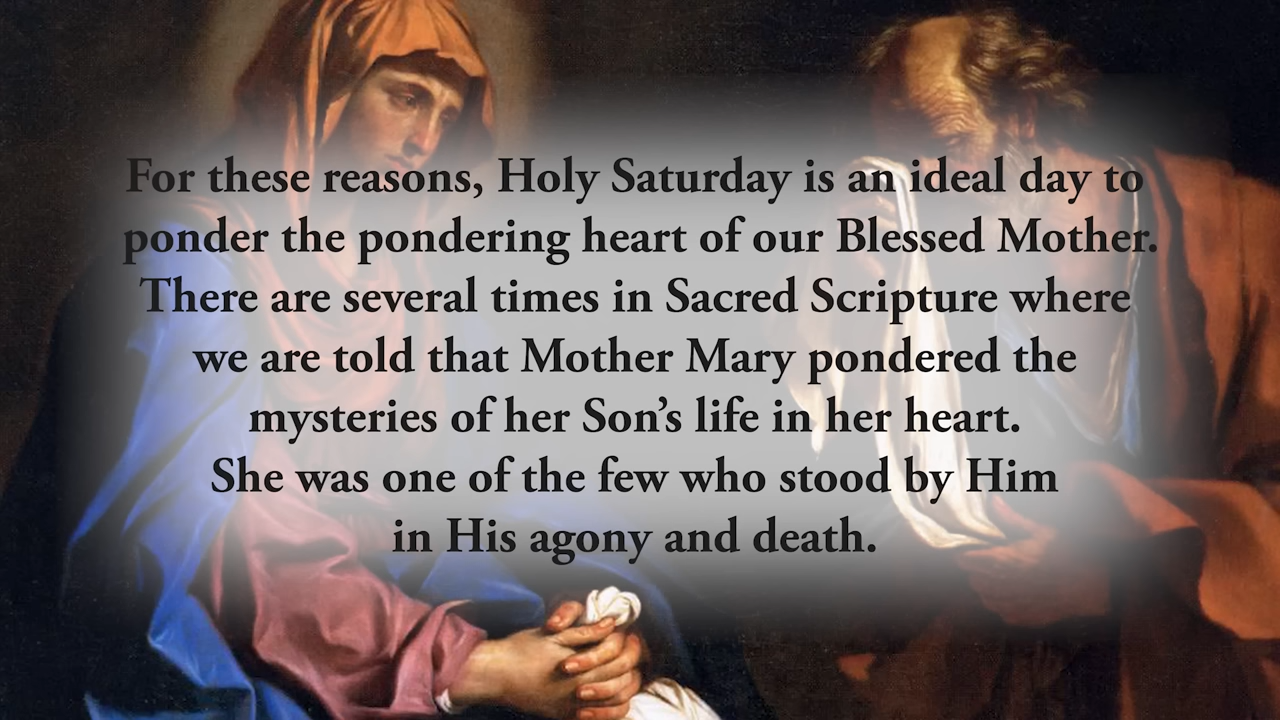 For these reasons, Holy Saturday is an ideal day to
ponder the pondering heart of our Blessed Mother.
There are several times in Sacred Scripture where
we are told that Mother Mary pondered the
mysteries of her Son’s life in her heart.
She was one of the few who stood by Him
in His agony and death.